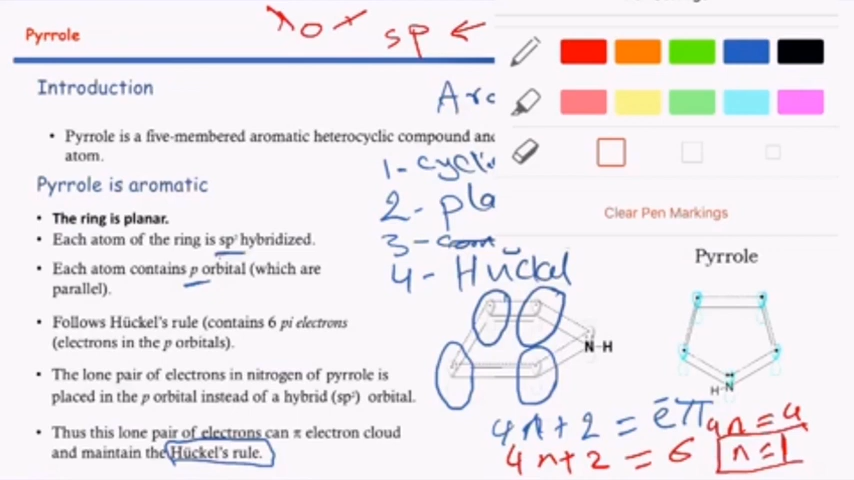 Pyrrole
sp
Introduction
Pyrrole is a five-membered aromatic heterocyclic compound and
atom.
1- cyclic
Pyrrole is aromatic
2- pla
The ring is planar.
Each atom of the ring is sp² hybridized.
3- con
Each atom contains p orbital (which are
parallel).
4- Hückel
Follows Hückel's rule (contains 6 pi electrons
(electrons in the p orbitals).
The lone pair of electrons in nitrogen of pyrrole is
placed in the p orbital instead of a hybrid (sp²) orbital.
Thus this lone pair of electrons can π electron cloud
and maintain the Hückel's rule.
N-H
Clear Pen Markings
Pyrrole
H-N
4n+2 = ēπ
4n = 4
4n+2 = 6
n=1